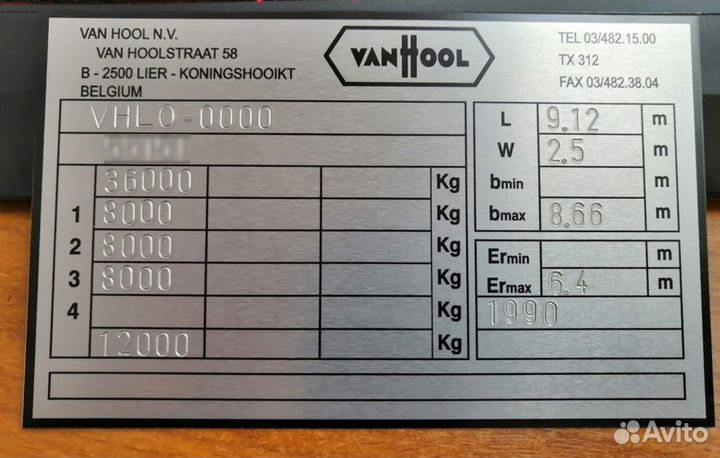 VAN HOOL N.V.
VAN HOOLSTRAAT 58
B - 2500 LIER - KONINGSHOOIKT
BELGIUM
VANHOOL
TEL 03/482.15.00
TX 312
FAX 03/482.38.04
VHLO-0000
36000 Kg
1 8000 Kg
2 8000 Kg
3 8000 Kg
4 Kg
12000 Kg
L 9.12 m
W 2.5 m
bmin m
bmax 8.66 m
Ermin m
Ermax 6.4 m
1990
Avito